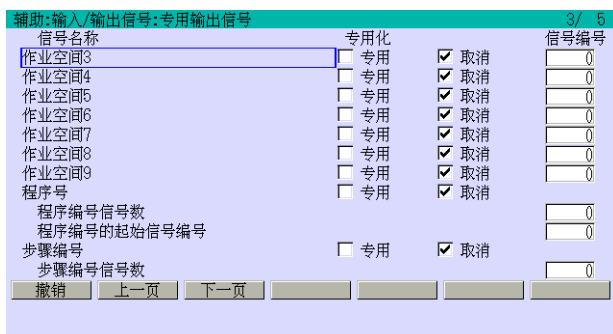 辅助:输入/输出信号:专用输出信号 3/ 5
信号名称 专用化 信号编号
作业空间3 专用 取消 0
作业空间4 专用 取消 0
作业空间5 专用 取消 0
作业空间6 专用 取消 0
作业空间7 专用 取消 0
作业空间8 专用 取消 0
作业空间9 专用 取消 0
程序号 专用 取消
程序编号信号数 0
程序编号的起始信号编号 0
步骤编号 专用 取消
步骤编号信号数 0
撤销 上一页 下一页